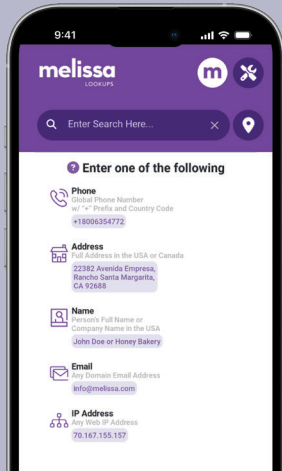 9:41
melissa
LOOKUPS
m
Enter Search Here...
? Enter one of the following
Phone
Global Phone Number
w/ "+" Prefix and Country Code
+18006354772
Address
Full Address in the USA or Canada
22382 Avenida Empresa,
Rancho Santa Margarita,
CA 92688
Name
Person's Full Name or
Company Name in the USA
John Doe or Honey Bakery
Email
Any Domain Email Address
info@melissa.com
IP Address
Any Web IP Address
70.167.155.157